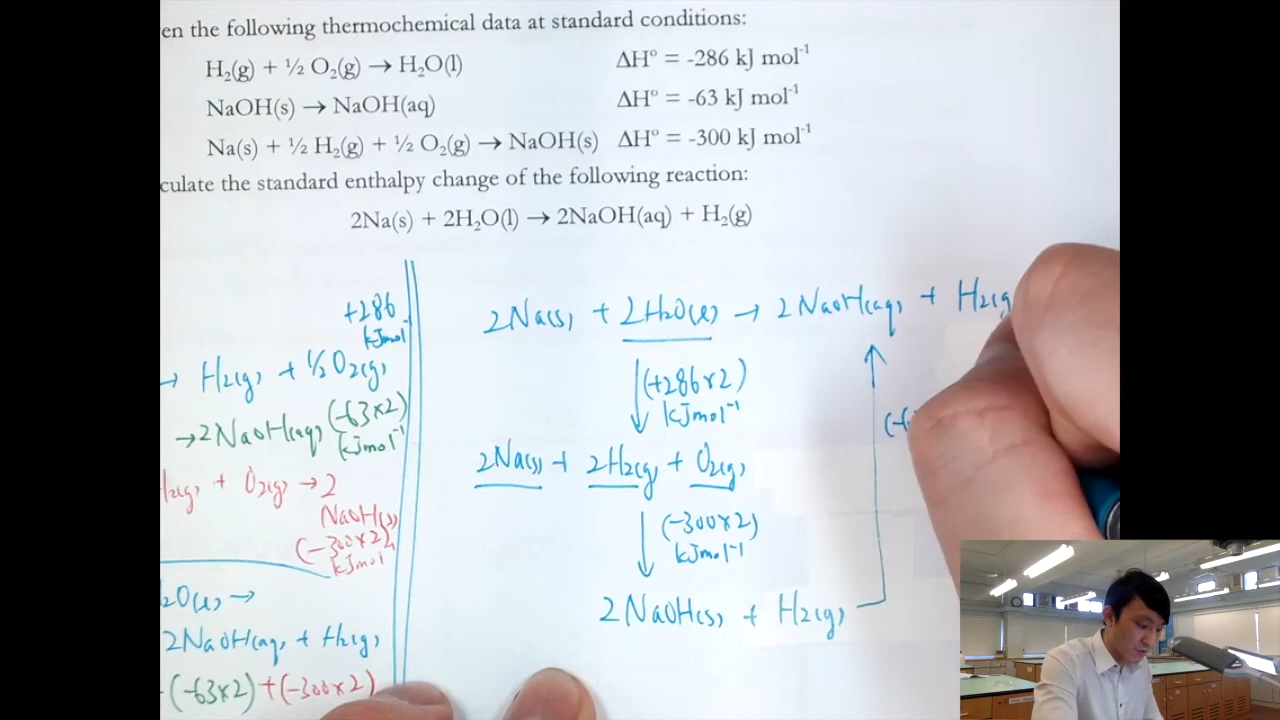 en the following thermochemical data at standard conditions:
H₂(g) + ½ O₂(g) → H₂O(l) ΔH° = -286 kJ mol⁻¹
NaOH(s) → NaOH(aq) ΔH° = -63 kJ mol⁻¹
Na(s) + ½ H₂(g) + ½ O₂(g) → NaOH(s) ΔH° = -300 kJ mol⁻¹
culate the standard enthalpy change of the following reaction:
2Na(s) + 2H₂O(l) → 2NaOH(aq) + H₂(g)
+286
kJmol⁻¹
→ H₂(g) + ½O₂(g)
→2NaOH(aq) (-63×2)
kJmol⁻¹
H₂(g) + O₂(g) → 2
NaOH(s)
(-300×2)
kJmol⁻¹
₂O(l) →
2NaOH(aq) + H₂(g)
(-63×2)+(-300×2)
2Na(s) + 2H₂O(l) → 2NaOH(aq) + H₂(g
(+286×2)
kJmol⁻¹
(-6
2Na(s) + 2H₂(g) + O₂(g)
(-300×2)
kJmol⁻¹
2NaOH(s) + H₂(g)